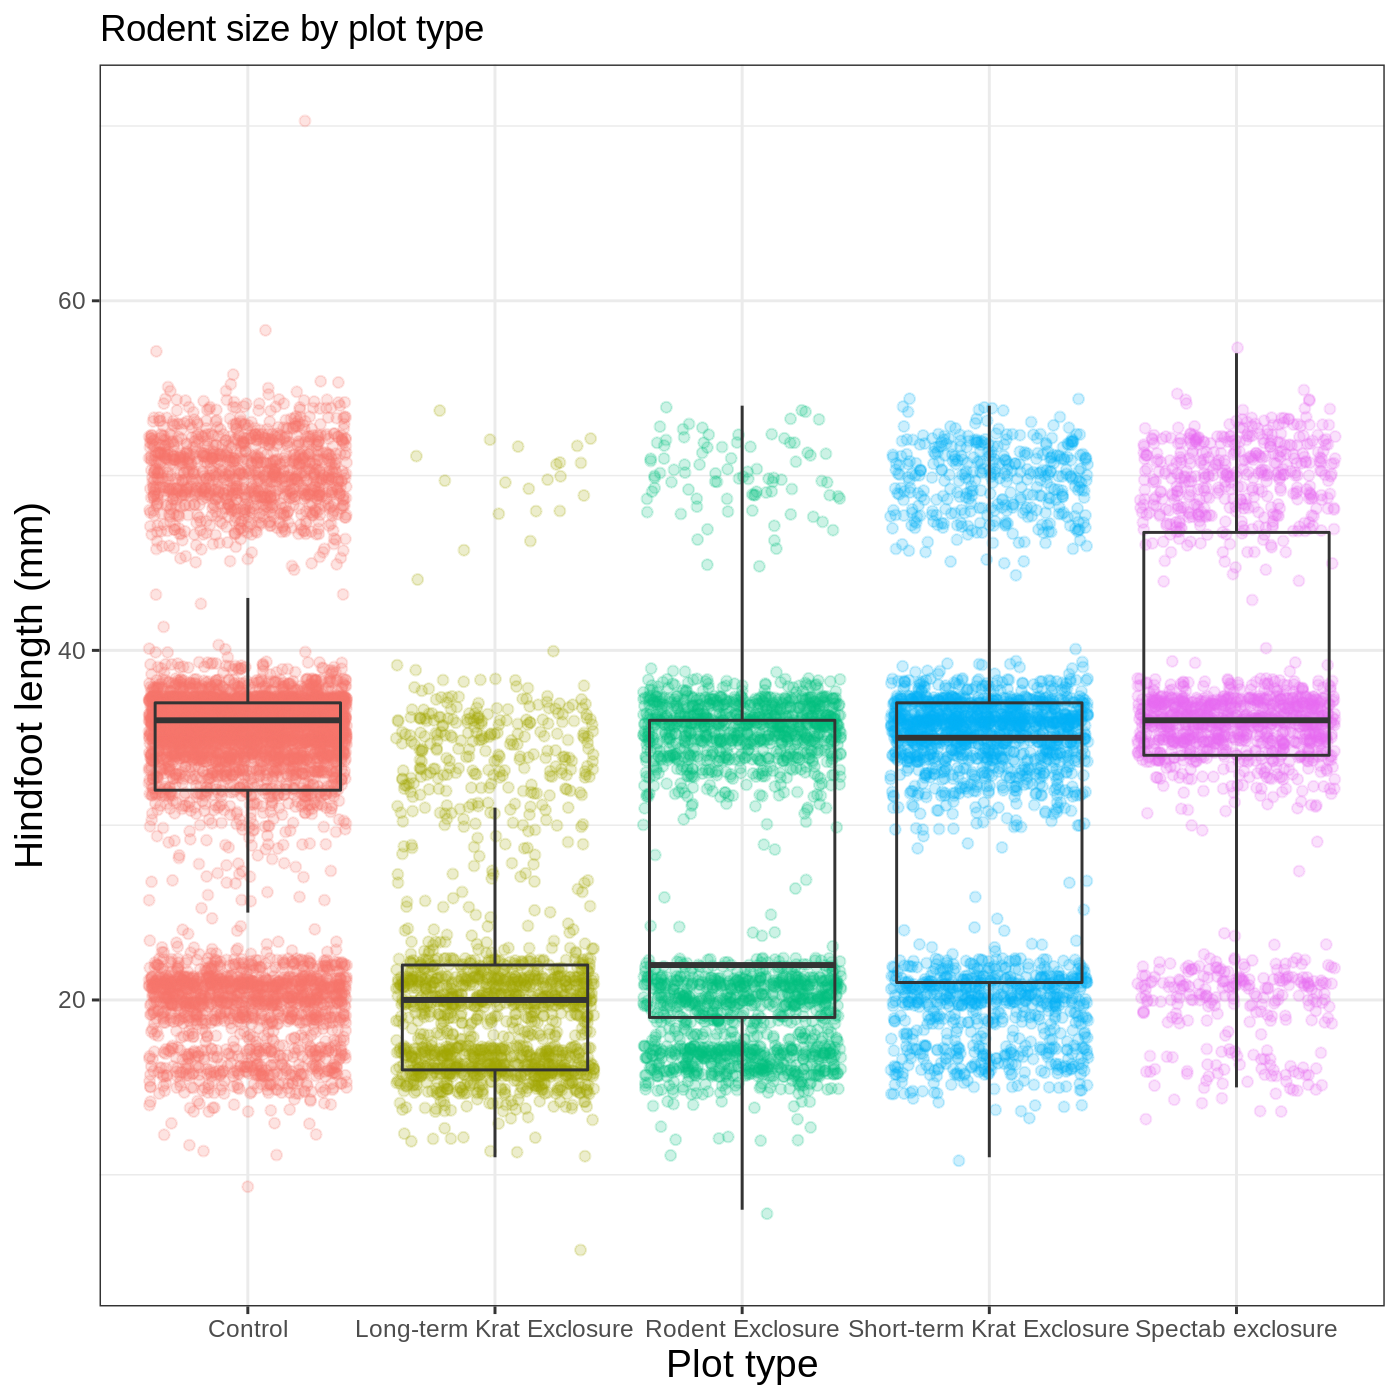 Rodent size by plot type
Hindfoot length (mm)
60
40
20
Control
Long-term Krat Exclosure
Rodent Exclosure
Short-term Krat Exclosure
Spectab exclosure
Plot type